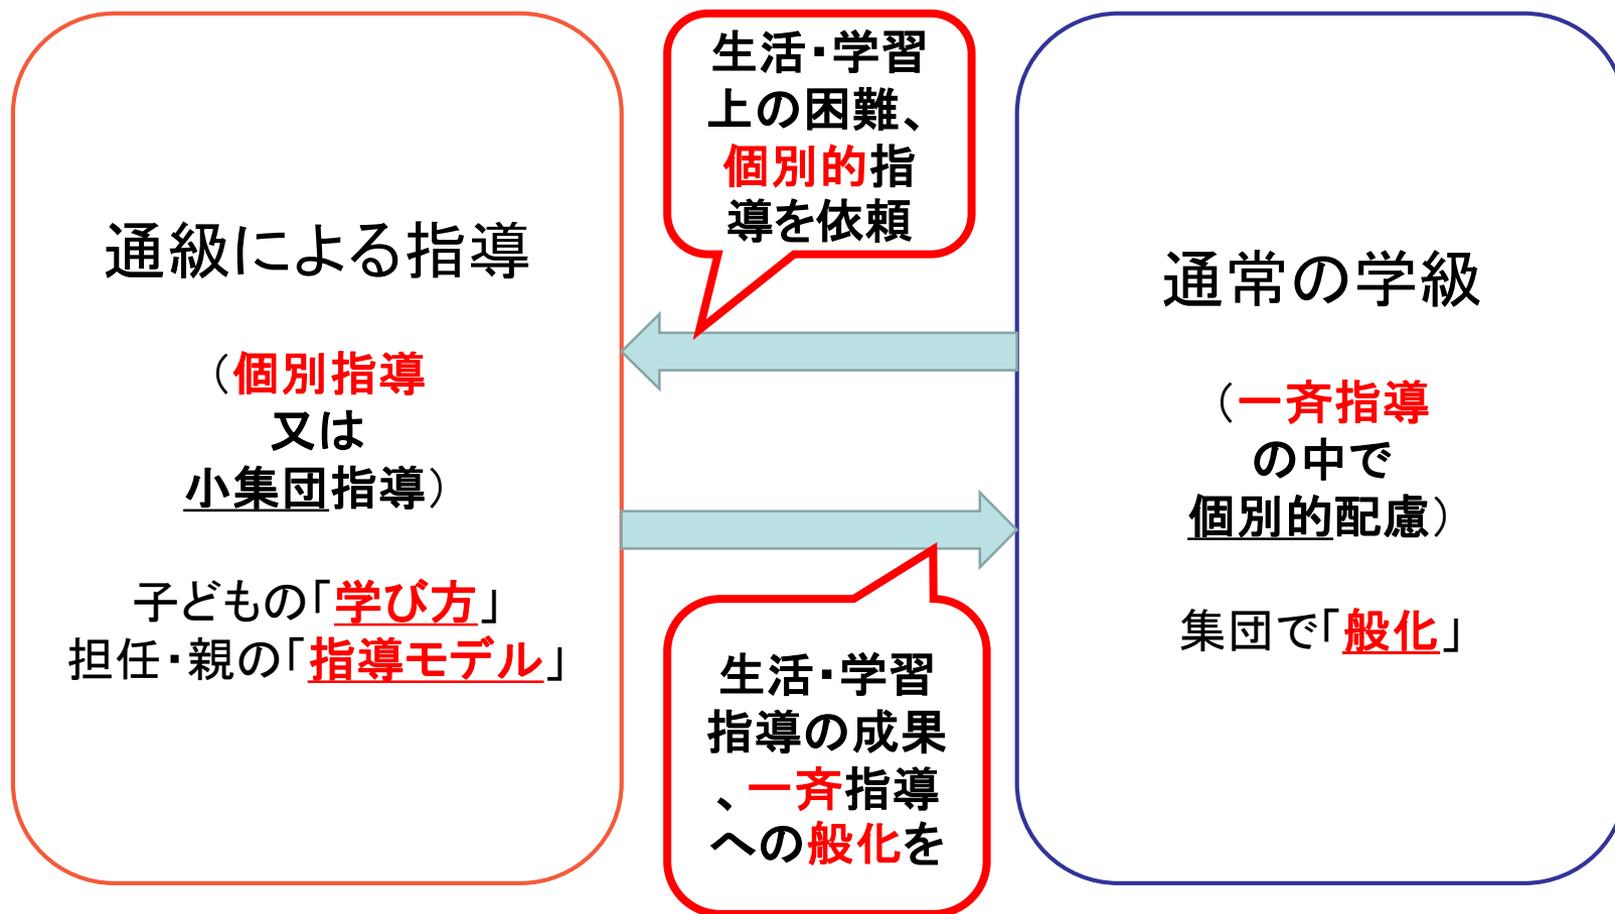 通級による指導
（個別指導
又は
小集団指導）
子どもの「学び方」
担任・親の「指導モデル」
生活・学習
上の困難、
個別的指
導を依頼
生活・学習
指導の成果
、一斉指導
への般化を
通常の学級
（一斉指導
の中で
個別的配慮）
集団で「般化」